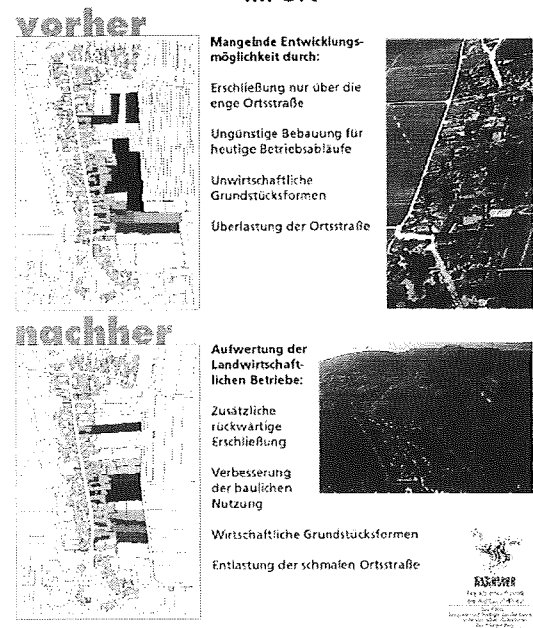 vorher
Mangelnde Entwicklungs-
möglichkeit durch:
Erschließung nur über die
enge Ortsstraße
Ungünstige Bebauung für
heutige Betriebsabläufe
Unwirtschaftliche
Grundstücksformen
Überlastung der Ortsstraße
nachher
Aufwertung der
Landwirtschaft-
lichen Betriebe:
Zusätzliche
rückwärtige
Erschließung
Verbesserung
der baulichen
Nutzung
Wirtschaftliche Grundstücksformen
Entlastung der schmalen Ortsstraße